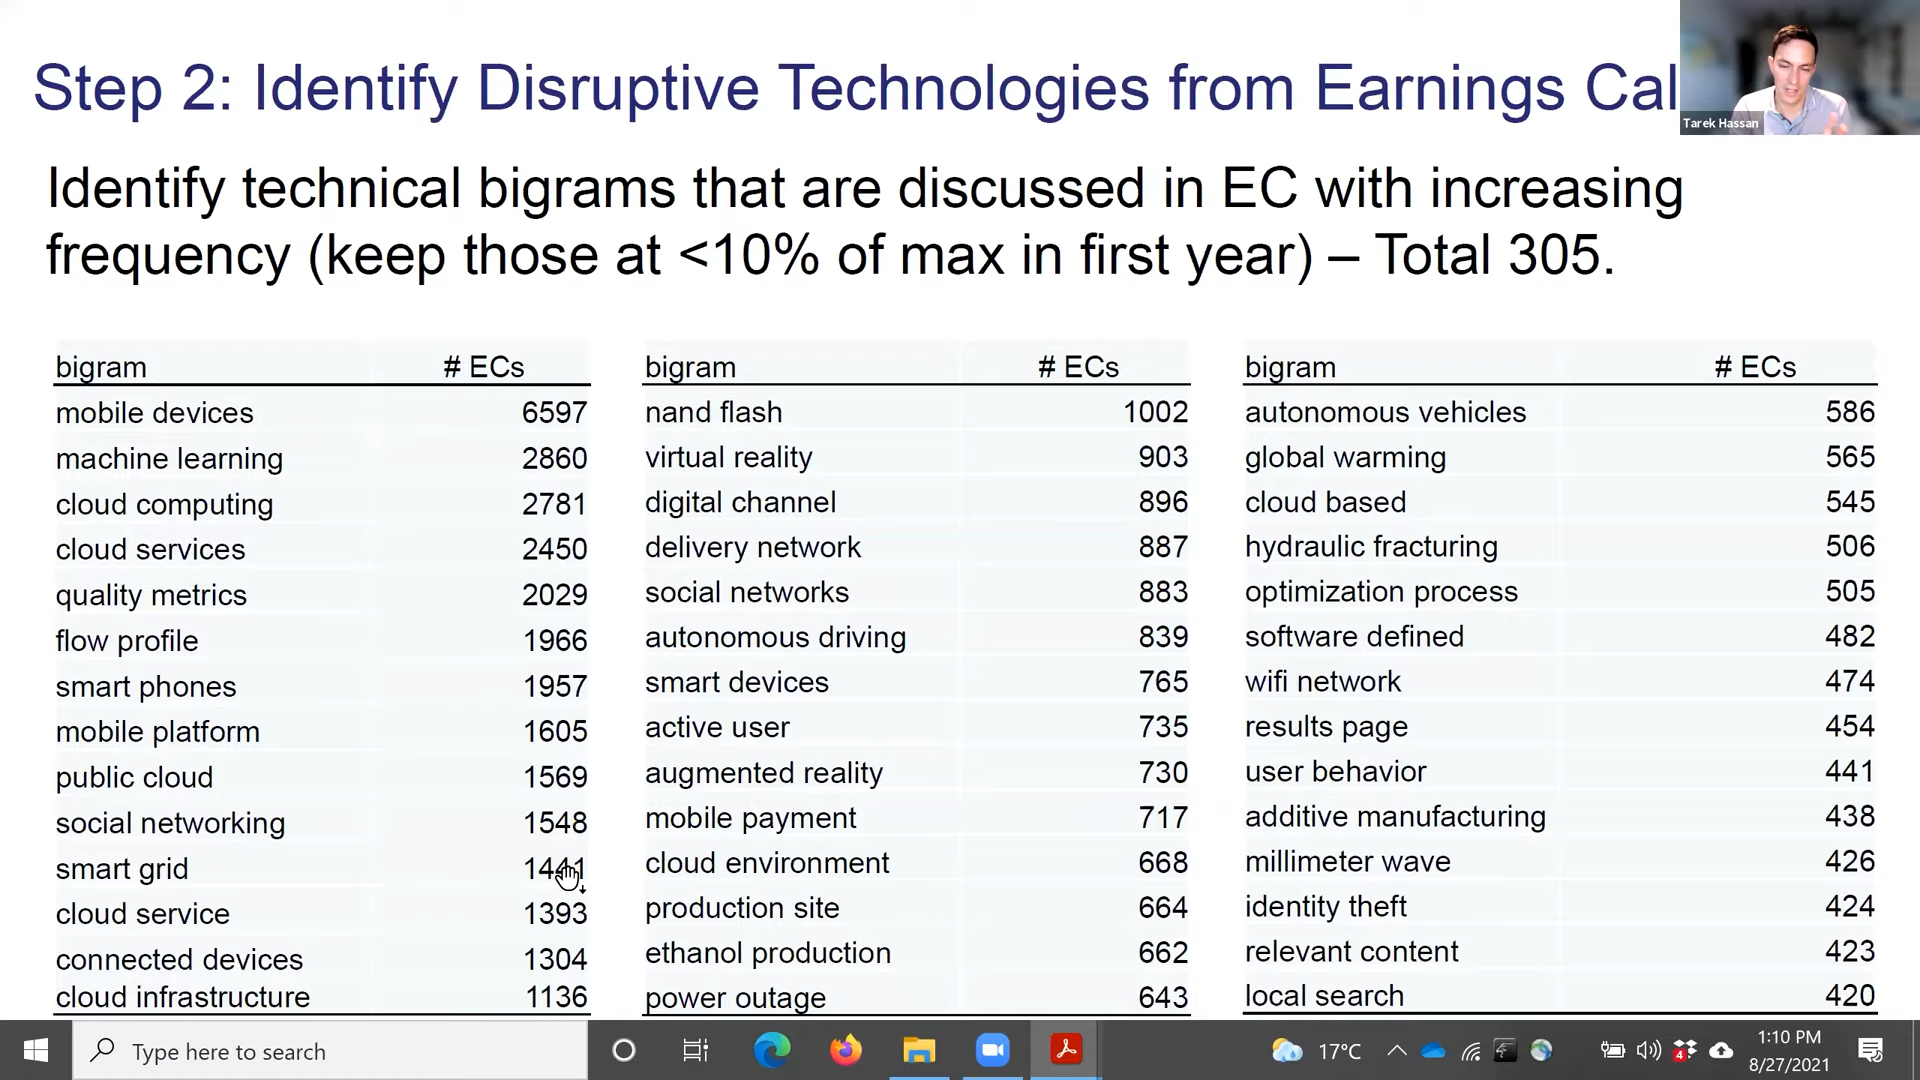 Step 2: Identify Disruptive Technologies from Earnings Cal
Tarek Hassan
Identify technical bigrams that are discussed in EC with increasing
frequency (keep those at <10% of max in first year) – Total 305.
bigram # ECs
mobile devices 6597
machine learning 2860
cloud computing 2781
cloud services 2450
quality metrics 2029
flow profile 1966
smart phones 1957
mobile platform 1605
public cloud 1569
social networking 1548
smart grid 1441
cloud service 1393
connected devices 1304
cloud infrastructure 1136
bigram # ECs
nand flash 1002
virtual reality 903
digital channel 896
delivery network 887
social networks 883
autonomous driving 839
smart devices 765
active user 735
augmented reality 730
mobile payment 717
cloud environment 668
production site 664
ethanol production 662
power outage 643
bigram # ECs
autonomous vehicles 586
global warming 565
cloud based 545
hydraulic fracturing 506
optimization process 505
software defined 482
wifi network 474
results page 454
user behavior 441
additive manufacturing 438
millimeter wave 426
identity theft 424
relevant content 423
local search 420
Type here to search
17°C
4
1:10 PM
8/27/2021